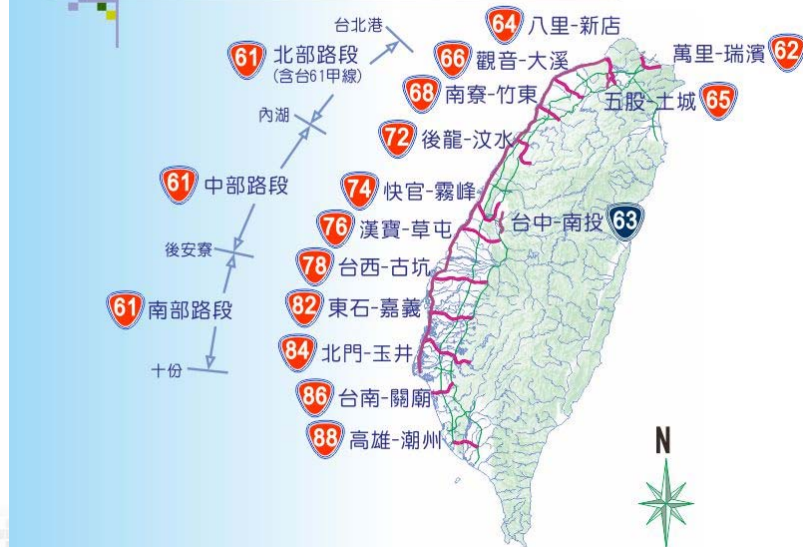 台北港
64 八里-新店
61 北部路段
(含台61甲線)
66 觀音-大溪
萬里-瑞濱 62
68 南寮-竹東
五股-土城 65
內湖
72 後龍-汶水
61 中部路段
74 快官-霧峰
76 漢寶-草屯
台中-南投 63
後安寮
78 台西-古坑
61 南部路段
82 東石-嘉義
84 北門-玉井
十份
86 台南-關廟
88 高雄-潮州
N